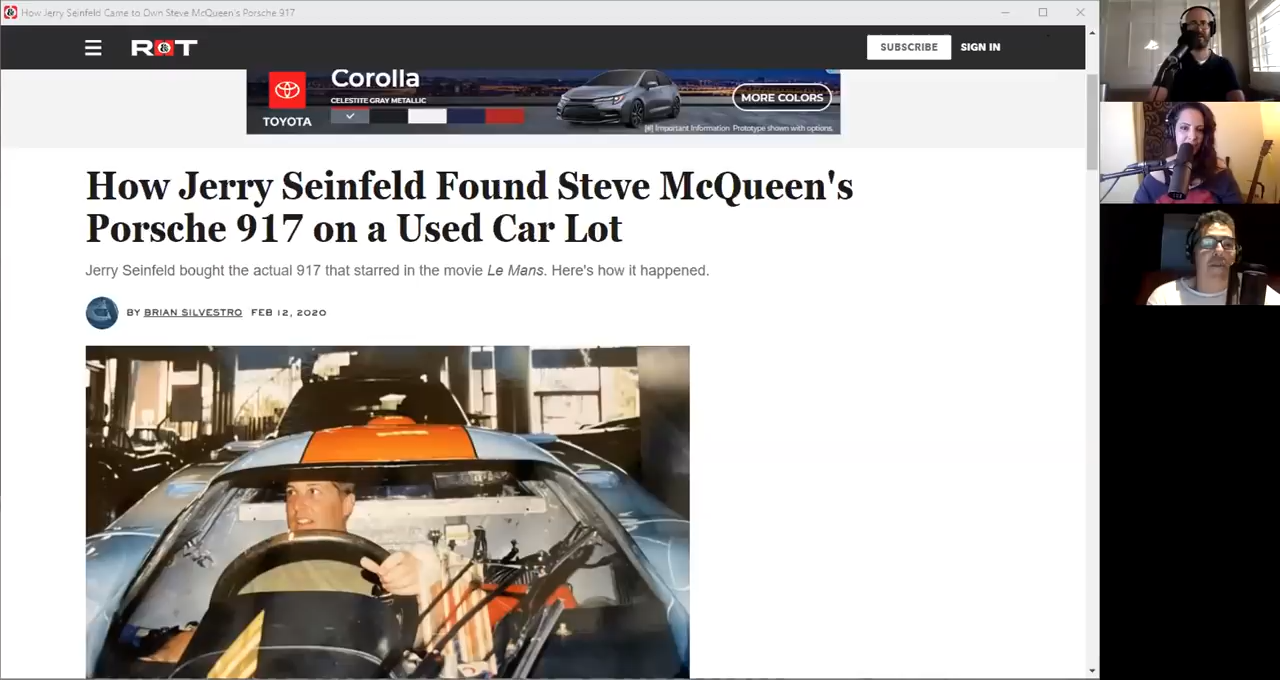 How Jerry Seinfeld Came to Own Steve McQueen's Porsche 917
R&T
SUBSCRIBE
SIGN IN
Corolla
CELESTITE GRAY METALLIC
TOYOTA
MORE COLORS
[#] Important Information Prototype shown with options.
How Jerry Seinfeld Found Steve McQueen's
Porsche 917 on a Used Car Lot
Jerry Seinfeld bought the actual 917 that starred in the movie Le Mans. Here's how it happened.
BY BRIAN SILVESTRO FEB 12, 2020